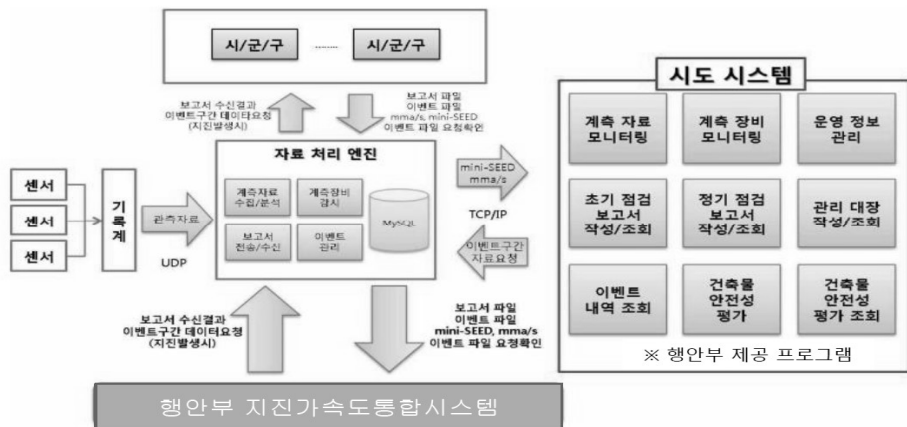 시/군/구
........
시/군/구
보고서 수신결과
이벤트구간 데이타요청
(지진발생시)
보고서 파일
이벤트 파일
mma/s, mini-SEED
이벤트 파일 요청확인
센서
센서
센서
기록계
관측자료
UDP
자료 처리 엔진
계측자료
수집/분석
계측장비
감시
보고서
전송/수신
이벤트
관리
MySQL
mini-SEED
mma/s
TCP/IP
이벤트구간
자료요청
보고서 수신결과
이벤트구간 데이터요청
(지진발생시)
보고서 파일
이벤트 파일
mini-SEED, mma/s
이벤트 파일 요청확인
행안부 지진가속도통합시스템
시도 시스템
계측 자료
모니터링
계측 장비
모니터링
운영 정보
관리
초기 점검
보고서
작성/조회
정기 점검
보고서
작성/조회
관리 대장
작성/조회
이벤트
내역 조회
건축물
안전성
평가
건축물
안전성
평가 조회
※ 행안부 제공 프로그램